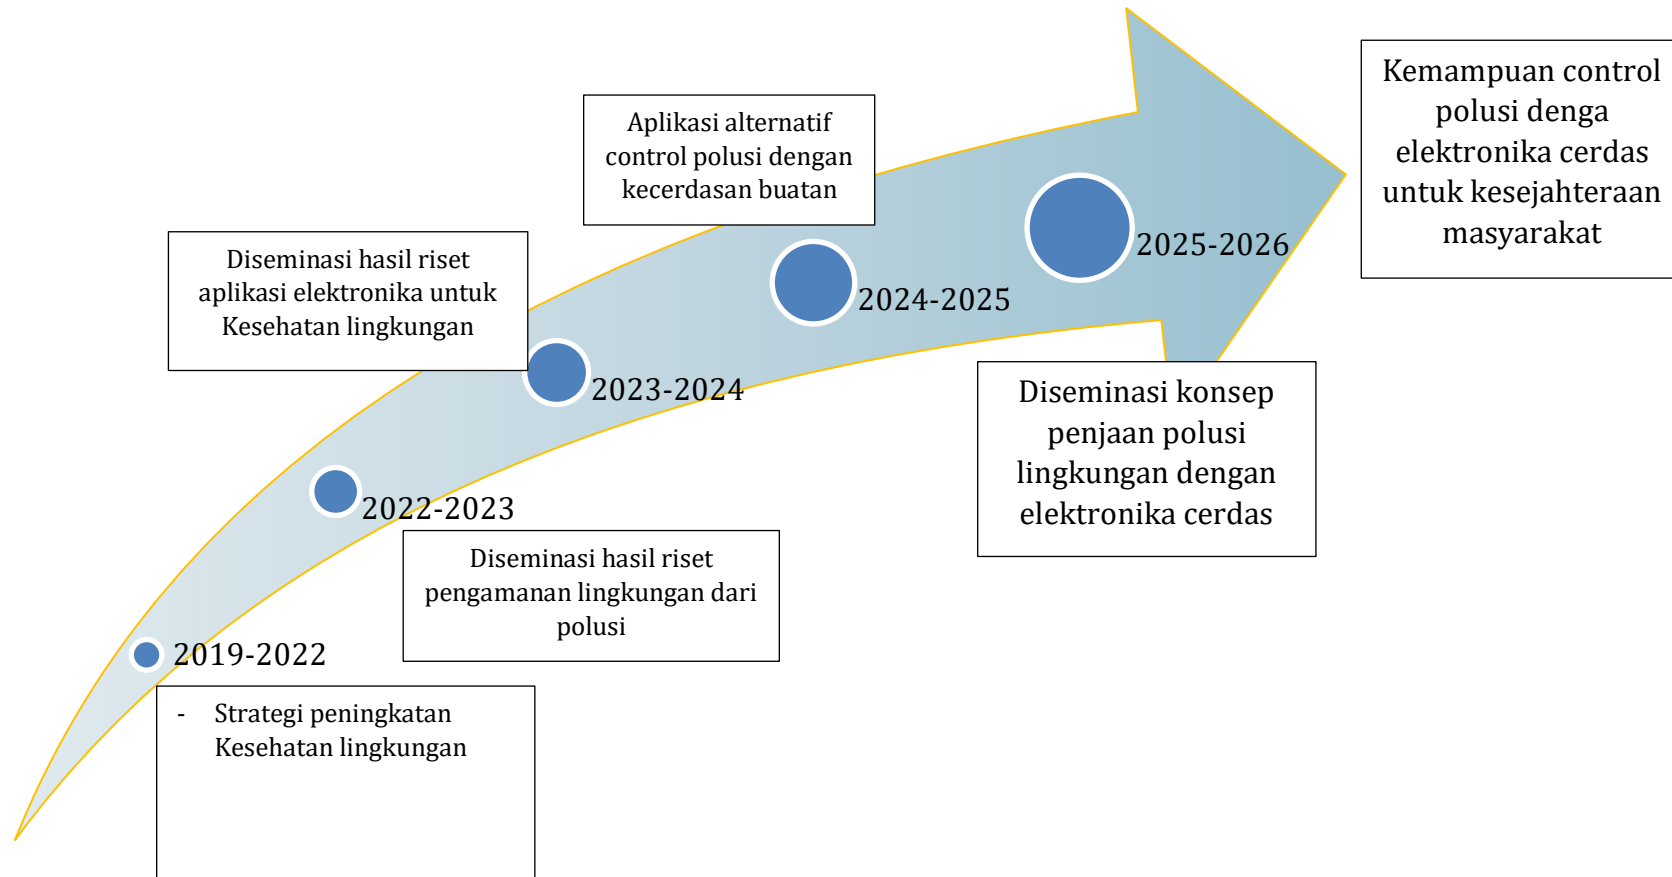 Kemampuan control
polusi denga
elektronika cerdas
untuk kesejahteraan
masyarakat
Aplikasi alternatif
control polusi dengan
kecerdasan buatan
2025-2026
Diseminasi hasil riset
aplikasi elektronika untuk
Kesehatan lingkungan
2024-2025
2023-2024
Diseminasi konsep
penjaan polusi
lingkungan dengan
elektronika cerdas
2022-2023
Diseminasi hasil riset
pengamanan lingkungan dari
polusi
2019-2022
- Strategi peningkatan
Kesehatan lingkungan